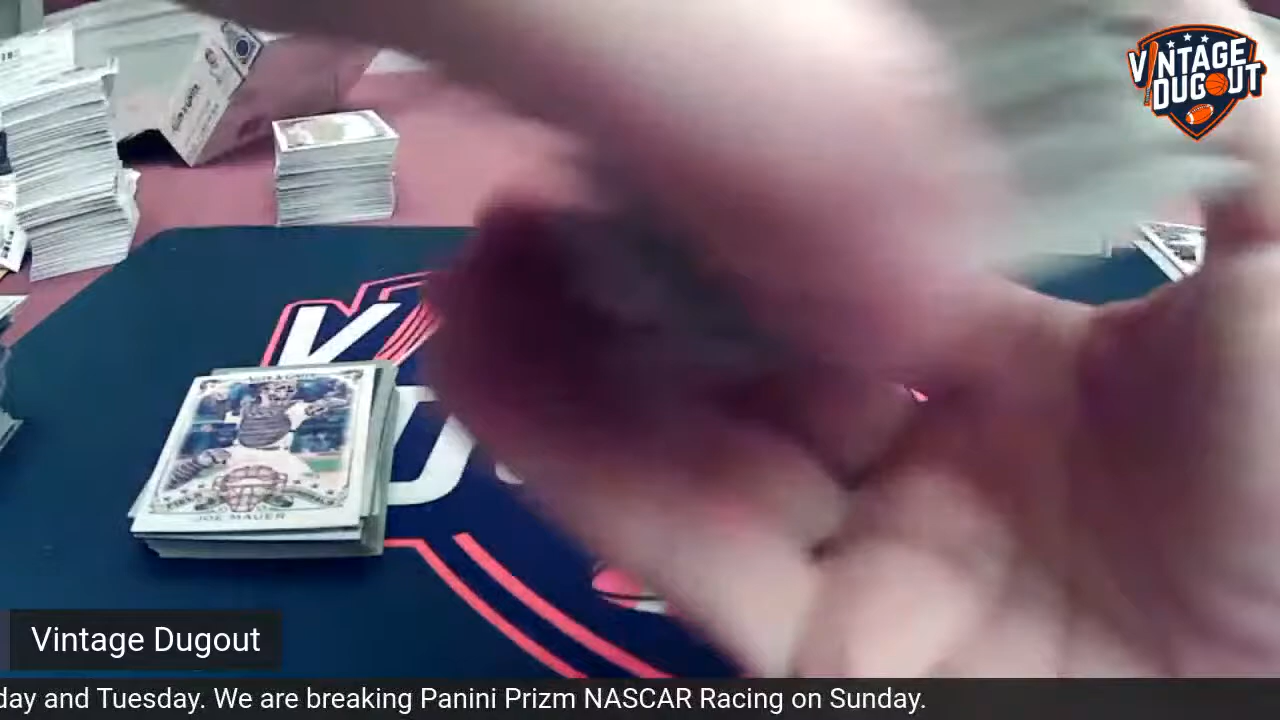 VINTAGE
DUGOUT
V
D
JOE MAUER
Vintage Dugout
day and Tuesday. We are breaking Panini Prizm NASCAR Racing on Sunday.